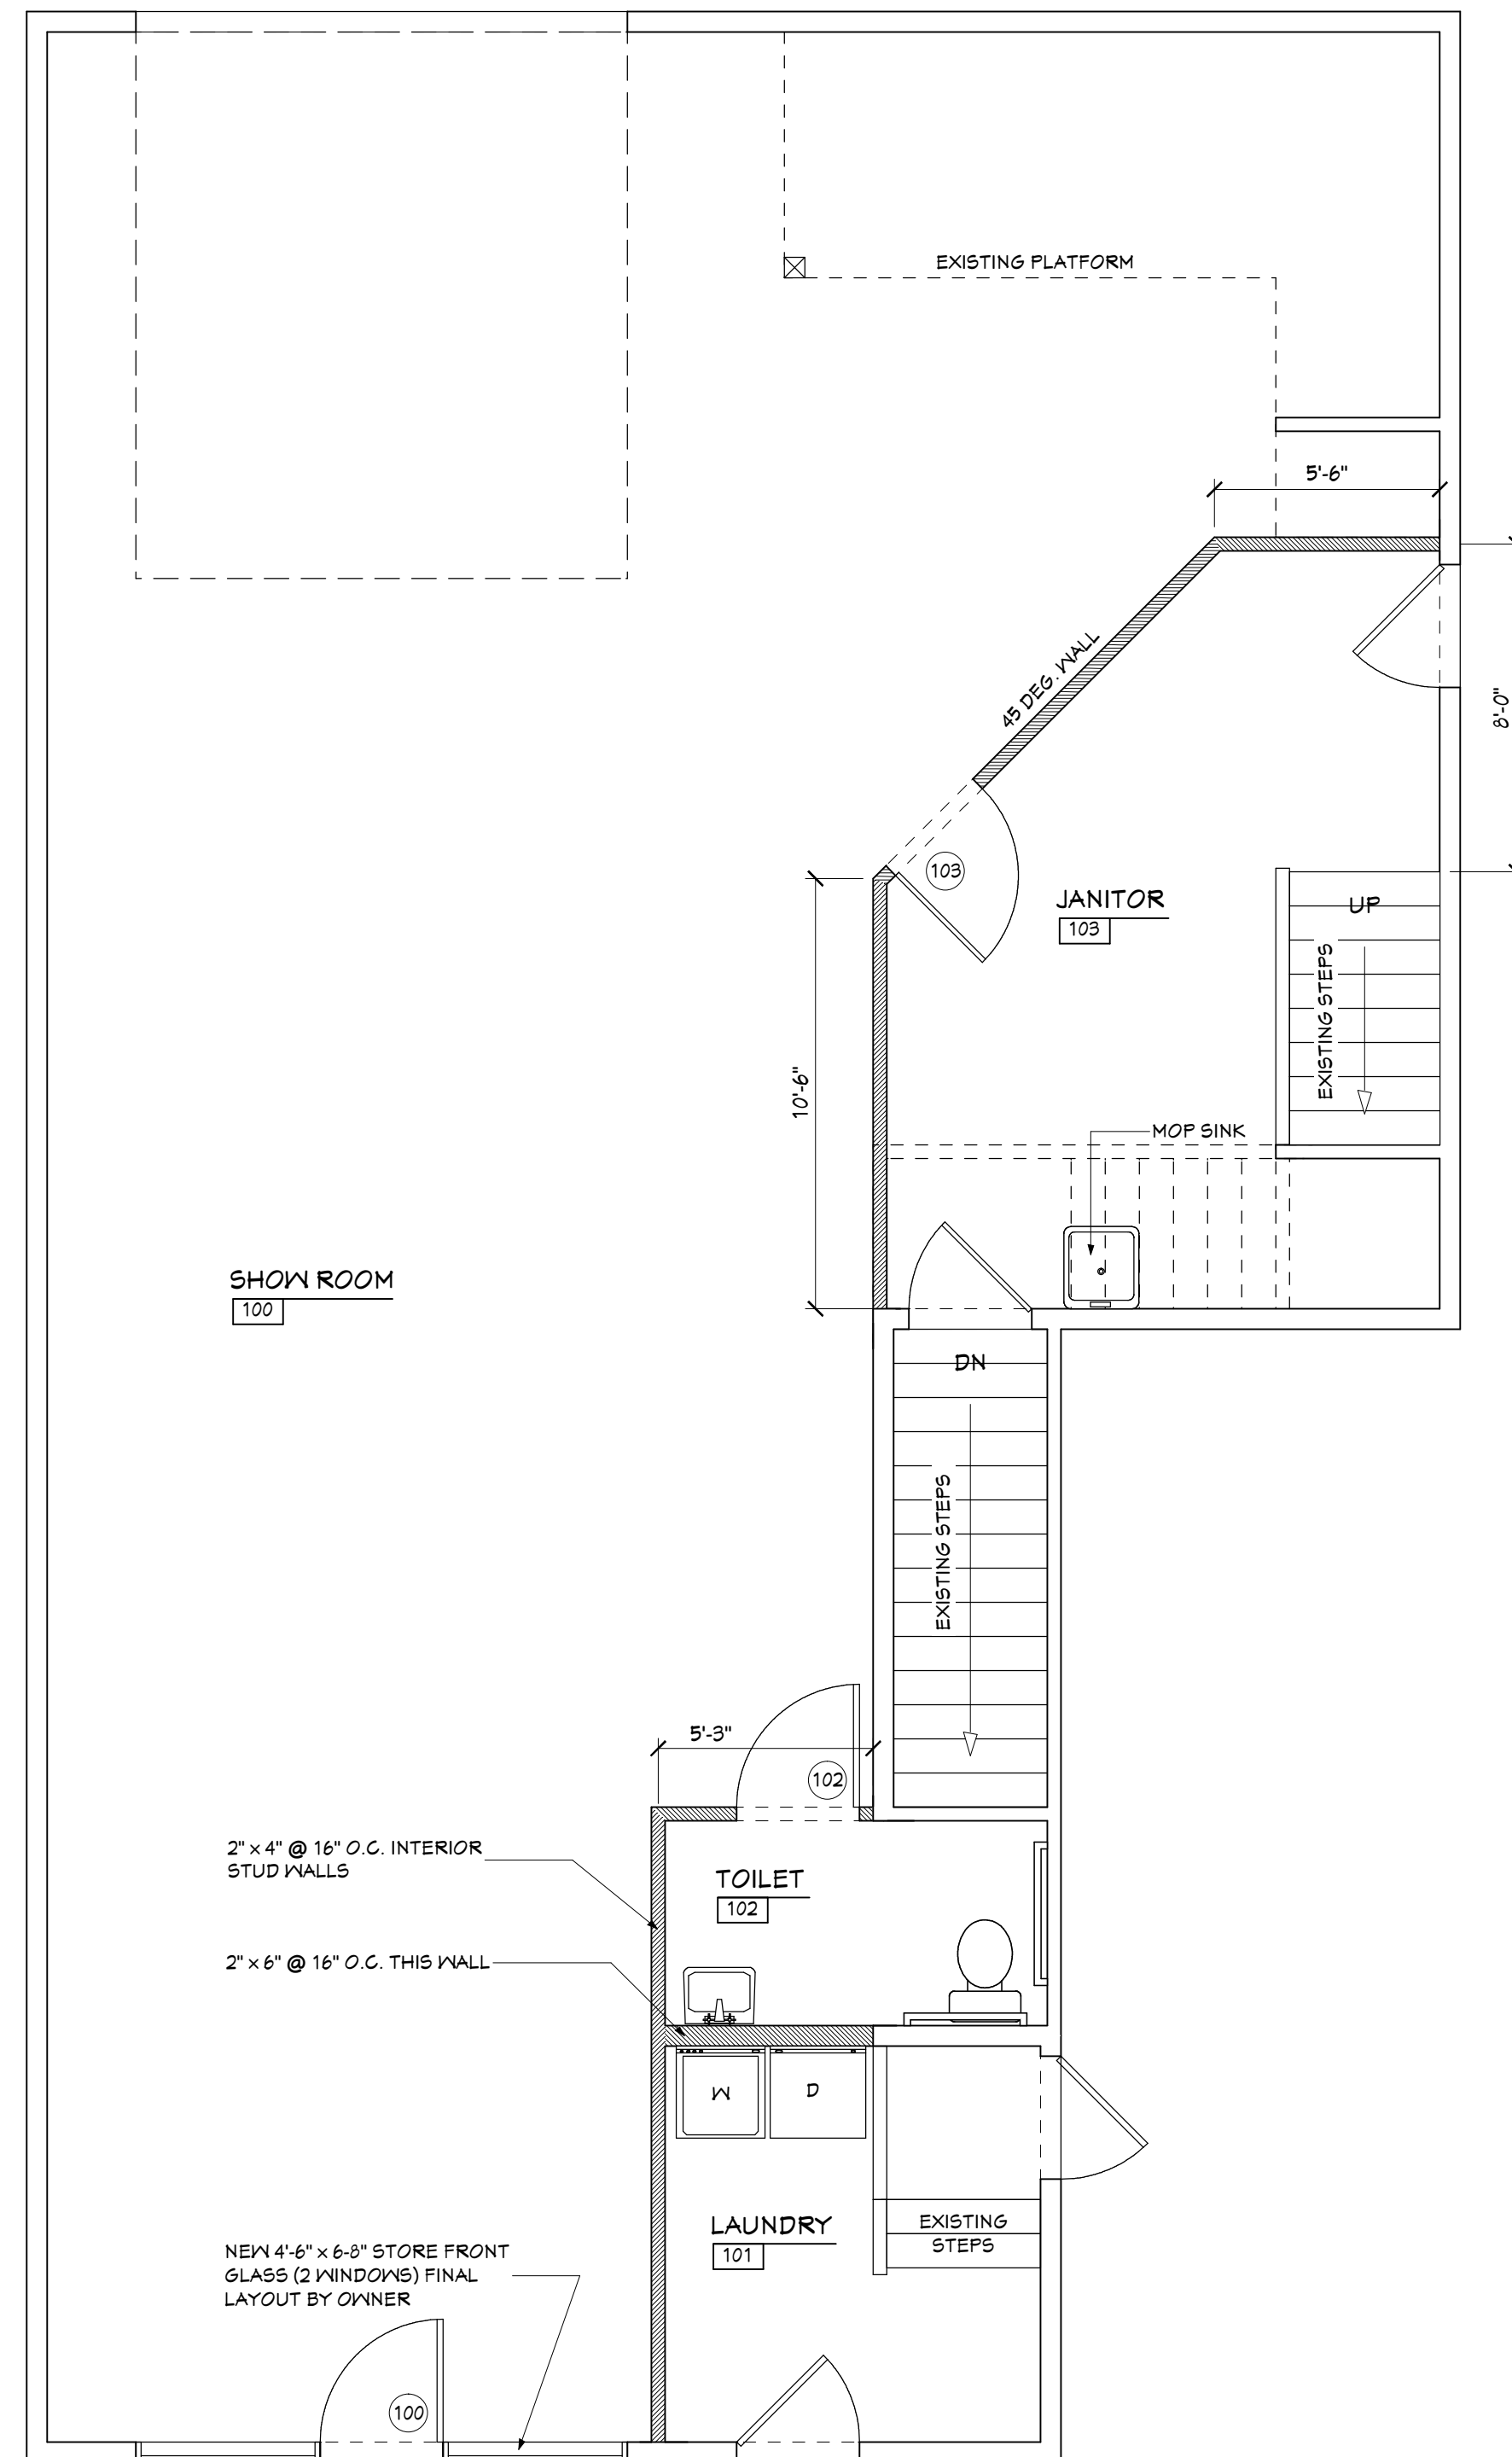 EXISTING PLATFORM
5'-6"
45 DEG. WALL
8'-0"
103
JANITOR
103
UP
EXISTING STEPS
10'-6"
MOP SINK
SHOW ROOM
100
DN
EXISTING STEPS
5'-3"
102
2" x 4" @ 16" O.C. INTERIOR
STUD WALLS
TOILET
102
2" x 6" @ 16" O.C. THIS WALL
W
D
LAUNDRY
101
EXISTING
STEPS
NEW 4'-6" x 6-8" STORE FRONT
GLASS (2 WINDOWS) FINAL
LAYOUT BY OWNER
100